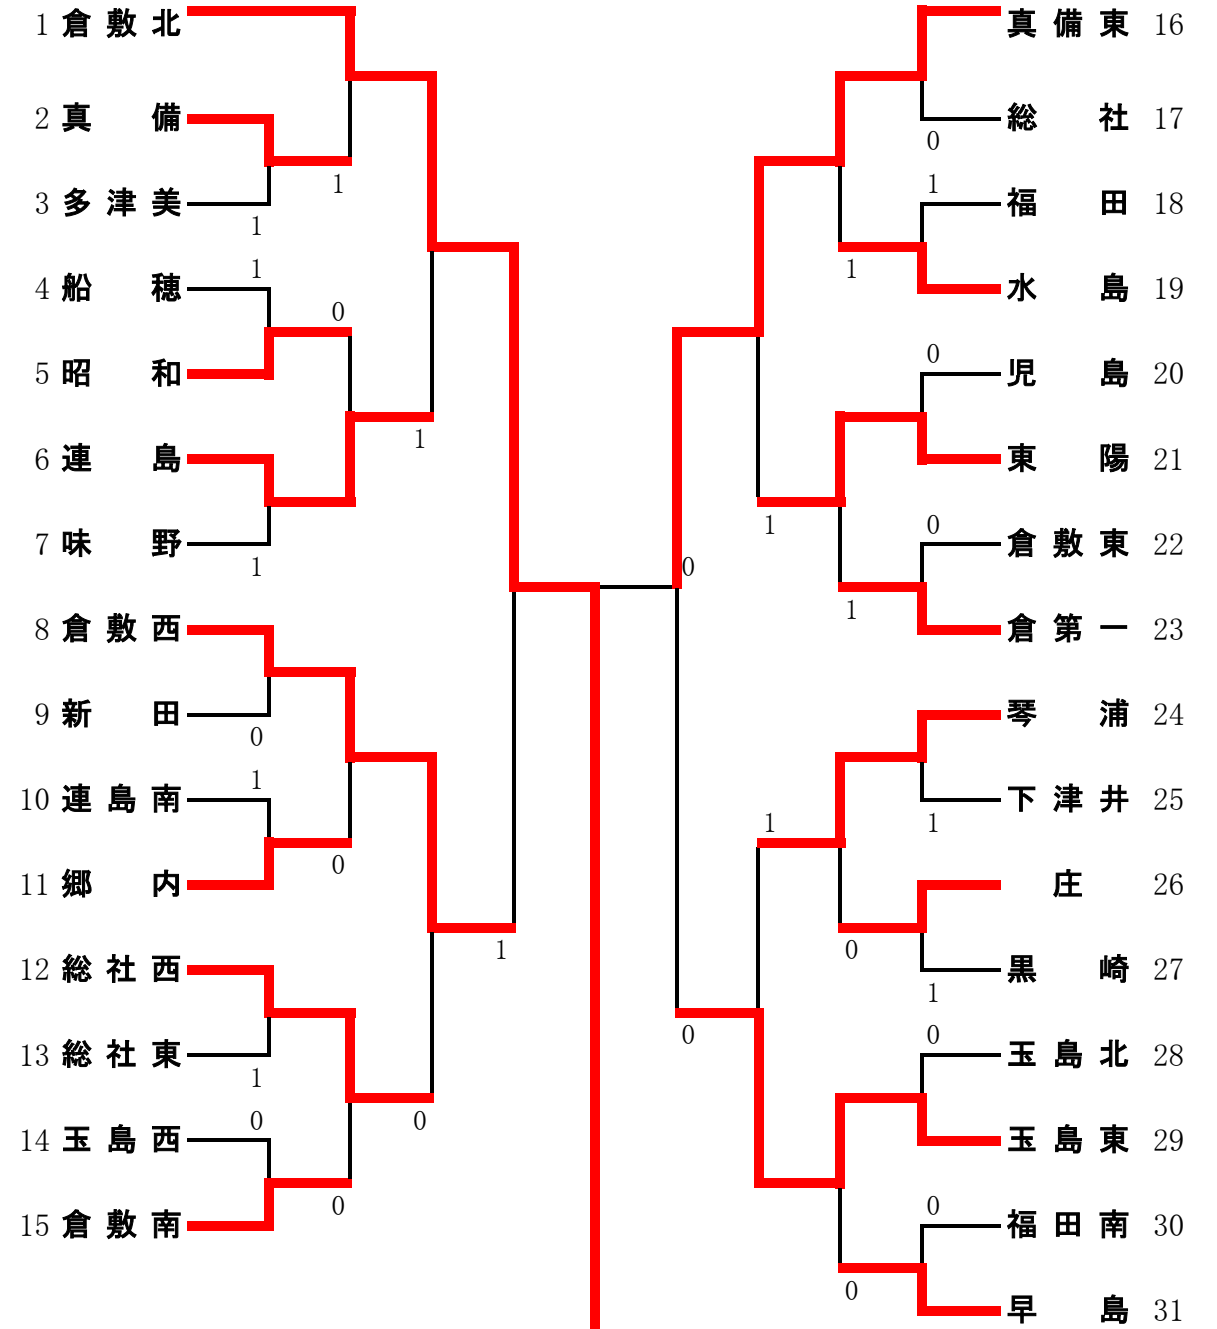 1 倉敷北
2 真備
1
3 多津美
1
1
4 船穂
0
5 昭和
1
6 連島
7 味野
1
8 倉敷西
9 新田
0
1
10 連島南
0
11 郷内
1
12 総社西
13 総社東
1
0
0
14 玉島西
0
15 倉敷南
真備東 16
総社 17
0
1
福田 18
1
水島 19
0
児島 20
東陽 21
1
0
倉敷東 22
0
1
倉第一 23
琴浦 24
下津井 25
1
1
庄 26
0
黒崎 27
1
0
0
玉島北 28
玉島東 29
0
福田南 30
0
早島 31